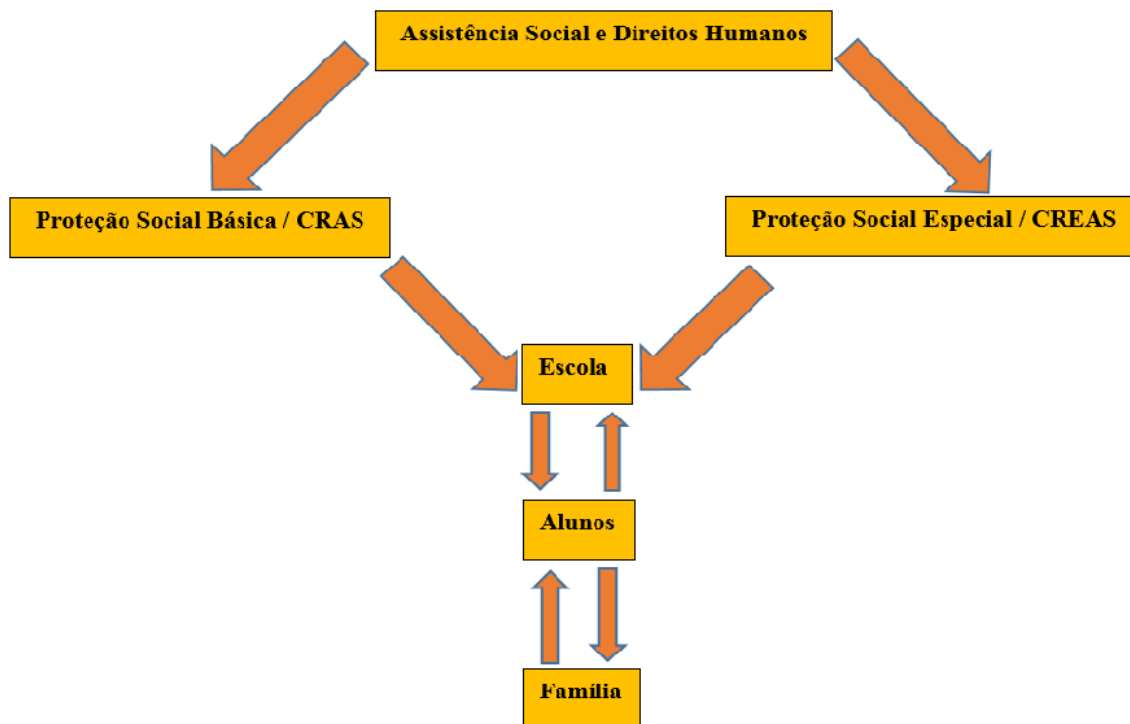 Assistência Social e Direitos Humanos
Proteção Social Básica / CRAS
Proteção Social Especial / CREAS
Escola
Alunos
Família